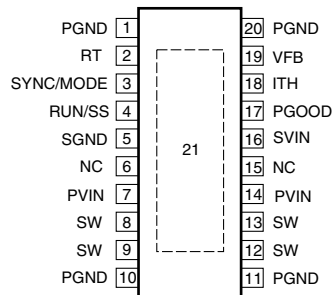 PGND 1 20 PGND
RT 2 19 VFB
SYNC/MODE 3 18 ITH
RUN/SS 4 17 PGOOD
SGND 5 16 SVIN
21
NC 6 15 NC
PVIN 7 14 PVIN
SW 8 13 SW
SW 9 12 SW
PGND 10 11 PGND